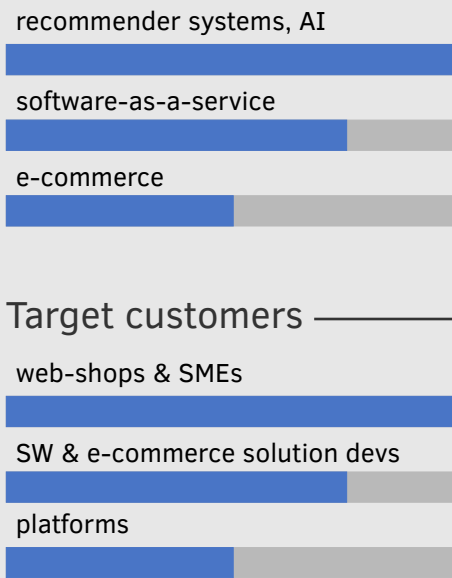 recommender systems, AI
software-as-a-service
e-commerce
Target customers
web-shops & SMEs
SW & e-commerce solution devs
platforms